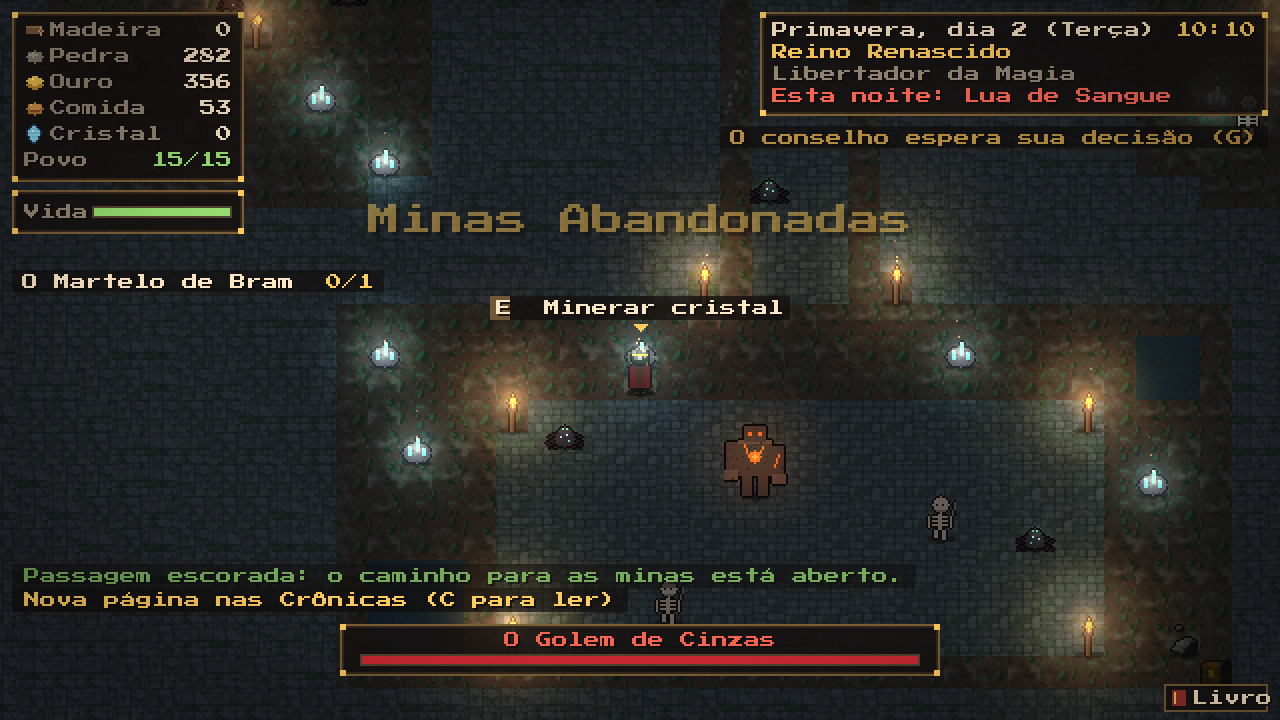 Madeira 0
Pedra 282
Ouro 356
Comida 53
Cristal 0
Povo 15/15
Vida
Primavera, dia 2 (Terça) 10:10
Reino Renascido
Libertador da Magia
Esta noite: Lua de Sangue
O conselho espera sua decisão (G)
Minas Abandonadas
O Martelo de Bram 0/1
E Minerar cristal
Passagem escorada: o caminho para as minas está aberto.
Nova página nas Crônicas (C para ler)
O Golem de Cinzas
Livro